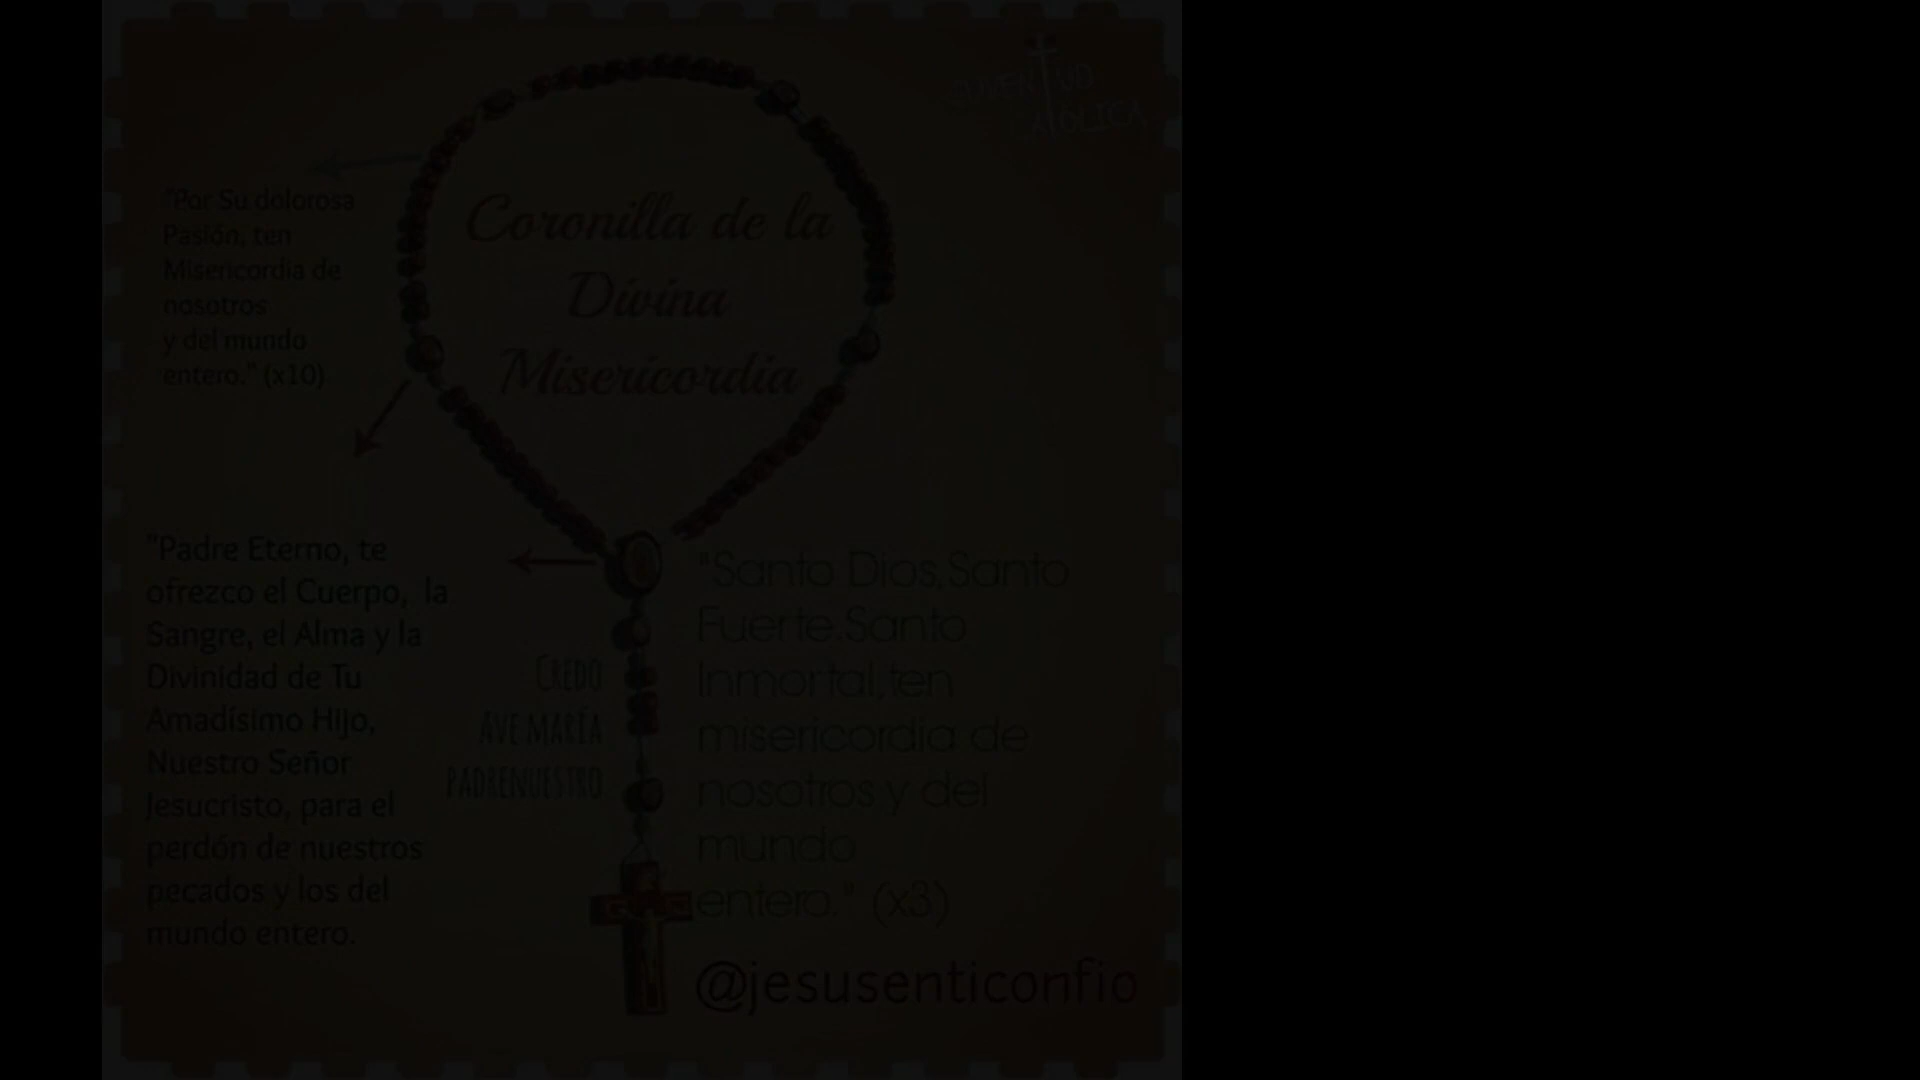 JUVENTUD
CATÓLICA
Coronilla de la
Divina
Misericordia
"Por Su dolorosa
Pasión, ten
Misericordia de
nosotros
y del mundo
entero." (x10)
"Padre Eterno, te
ofrezco el Cuerpo, la
Sangre, el Alma y la
Divinidad de Tu
Amadísimo Hijo,
Nuestro Señor
Jesucristo, para el
perdón de nuestros
pecados y los del
mundo entero.
CREDO
AVE MARÍA
PADRENUESTRO
"Santo Dios,Santo
Fuerte.Santo
Inmortal,ten
misericordia de
nosotros y del
mundo
entero." (x3)
@jesusenticonfio